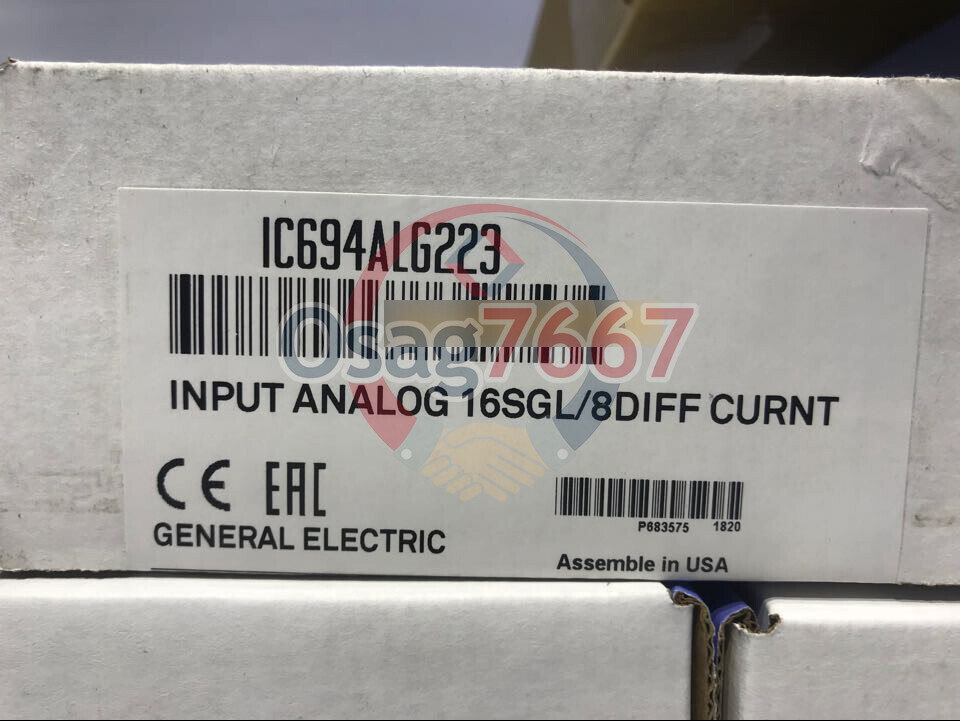 IC694ALG223
Osag7667
INPUT ANALOG 16SGL/8DIFF CURNT
CE EAC
P683575 1820
GENERAL ELECTRIC
Assemble in USA